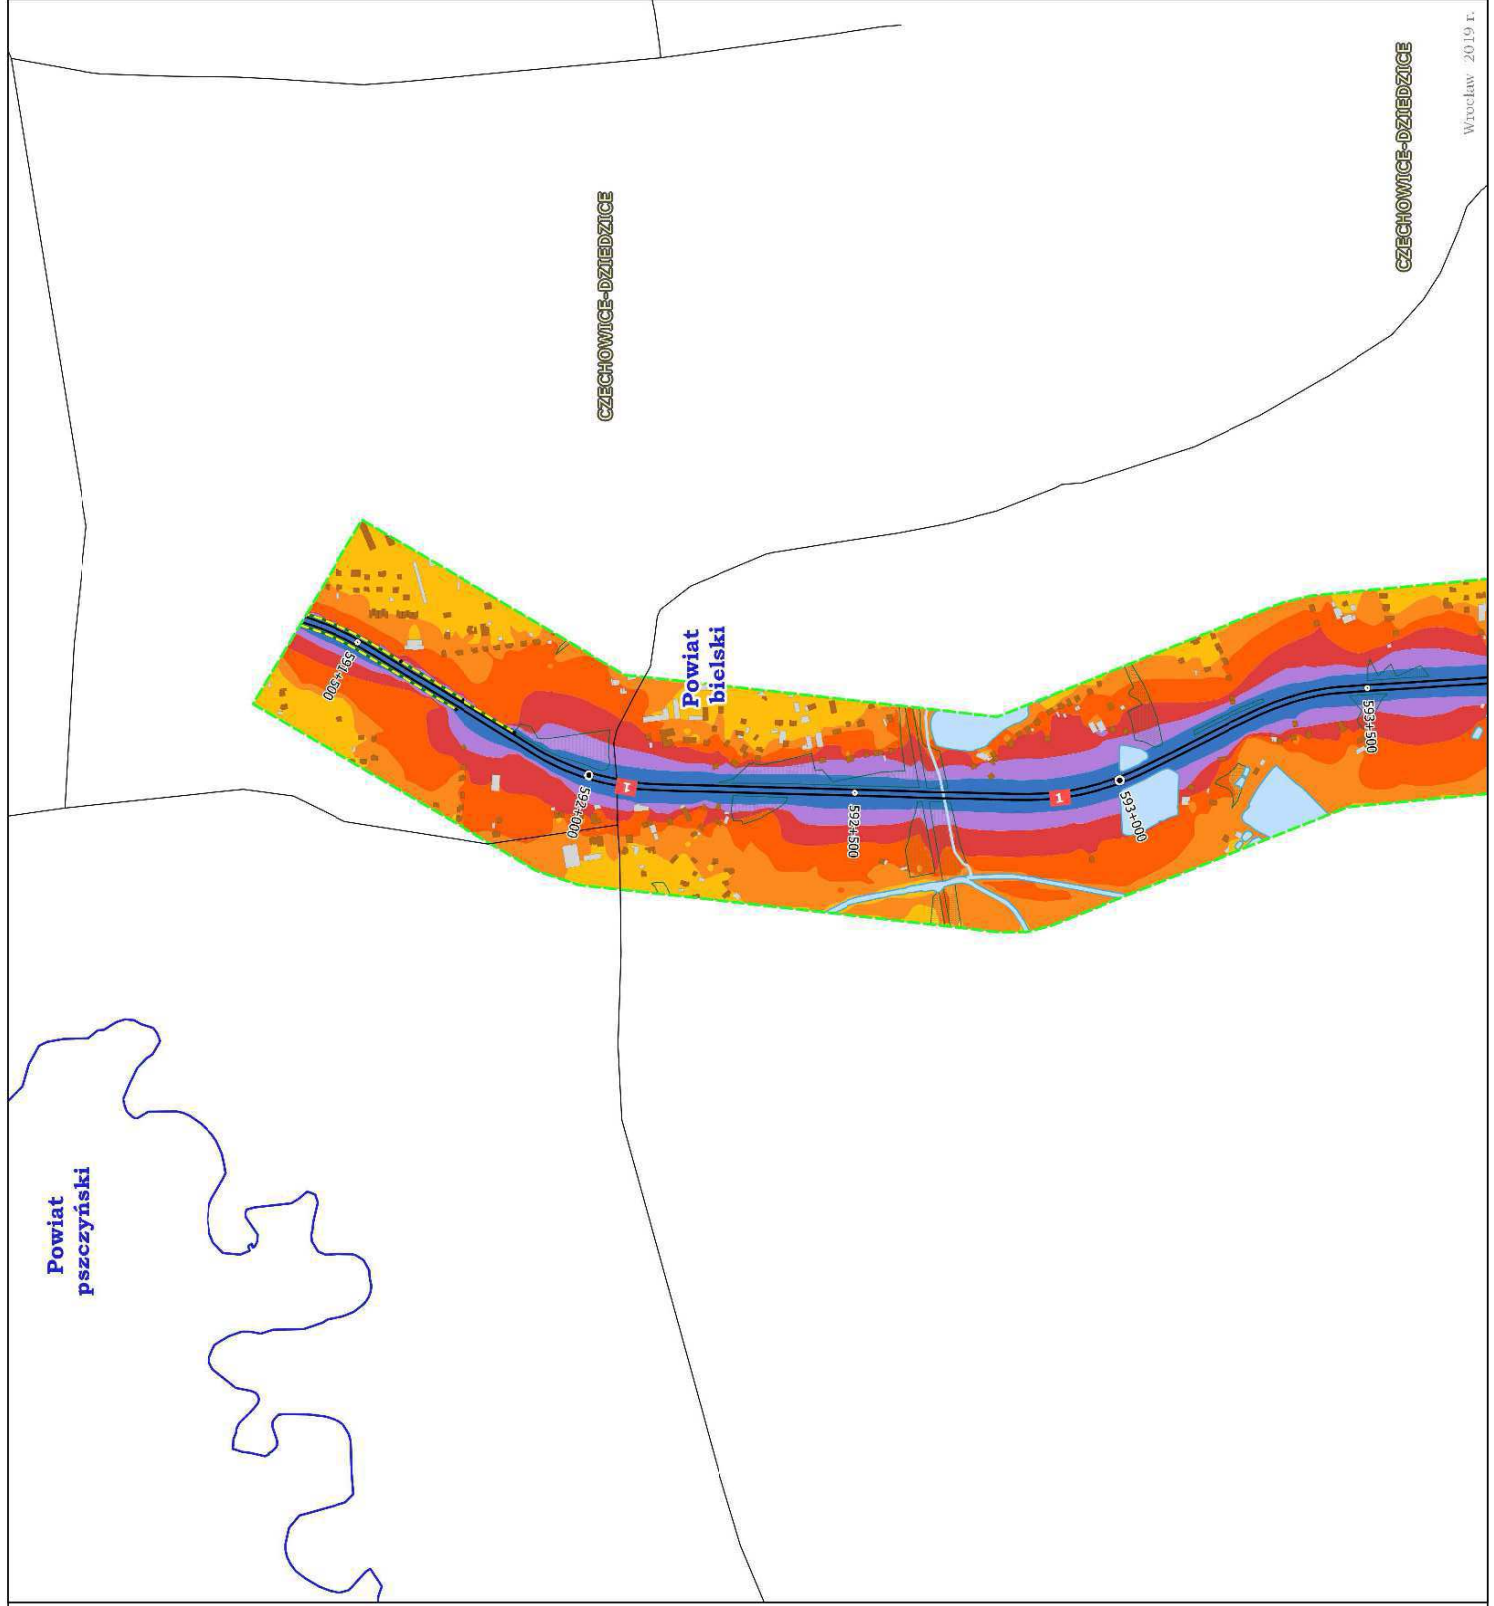 Wrocław 2019 r.
CZECHOWICE-DZIEDZICE
CZECHOWICE-DZIEDZICE
Powiat
bielski
591+500
592+000
1
592+500
1
593+000
593+500
Powiat
pszczyński